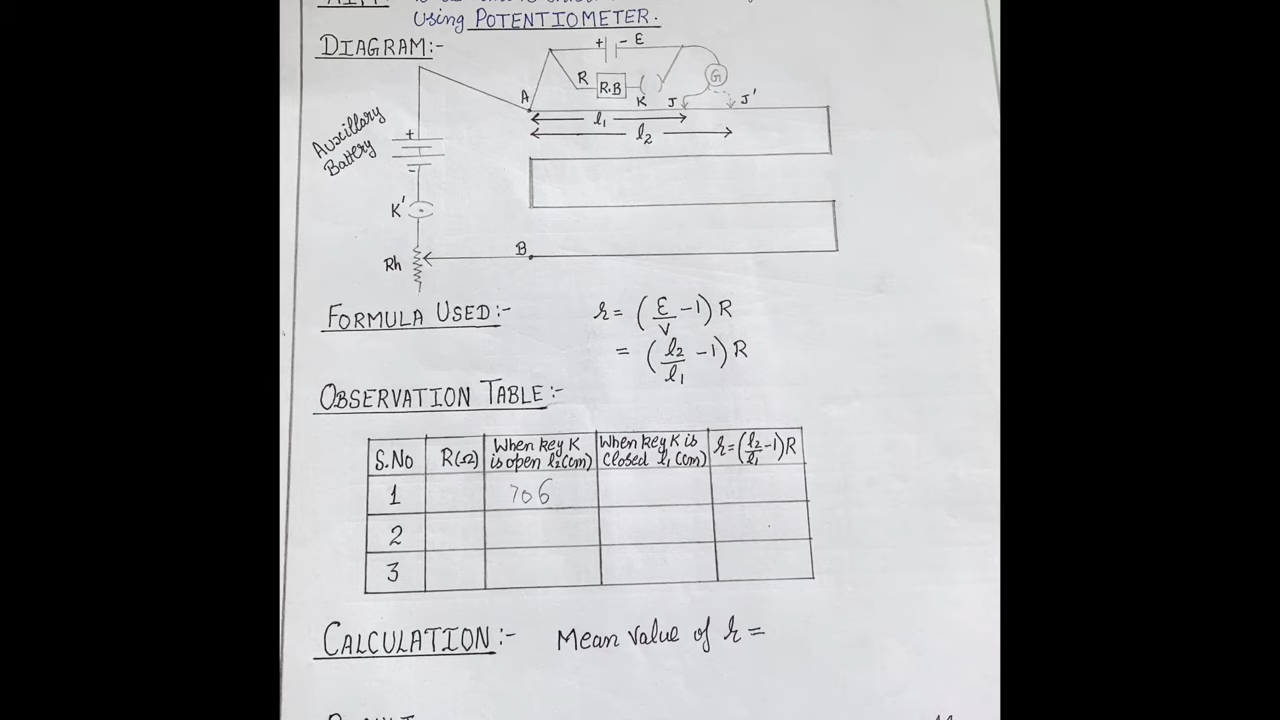 Using POTENTIOMETER.
DIAGRAM:-
+ - E
R R.B K J G J'
A
l₁
l₂
Auxcillary
Battery
+
-
K'
Rh
B
FORMULA USED:-
r = (E/V - 1) R
= (l₂/l₁ - 1) R
OBSERVATION TABLE:-
S.No R(Ω) When key K is open l₂(cm) When key K is closed l₁(cm) r=(l₂/l₁-1)R
1 706
2
3
CALCULATION:- Mean value of r =